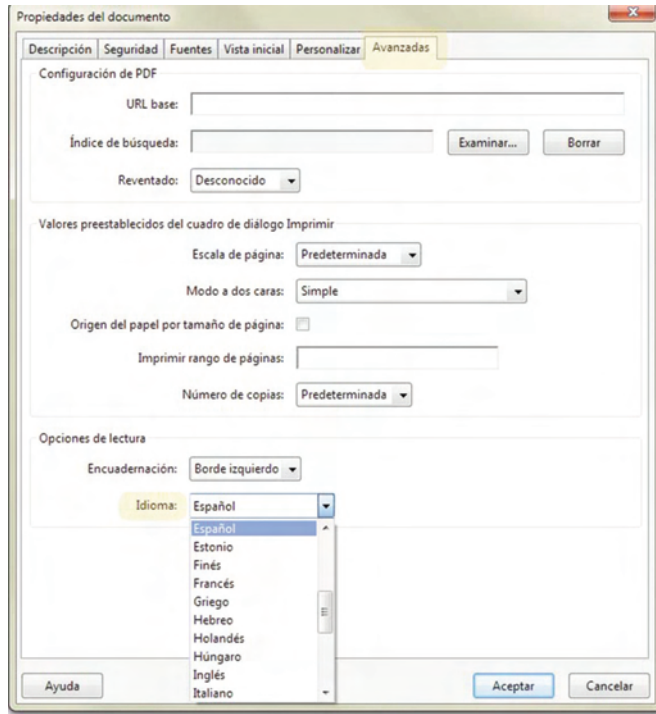 Propiedades del documento
Descripción Seguridad Fuentes Vista inicial Personalizar Avanzadas
Configuración de PDF
URL base:
Índice de búsqueda: Examinar... Borrar
Reventado: Desconocido
Valores preestablecidos del cuadro de diálogo Imprimir
Escala de página: Predeterminada
Modo a dos caras: Simple
Origen del papel por tamaño de página:
Imprimir rango de páginas:
Número de copias: Predeterminada
Opciones de lectura
Encuadernación: Borde izquierdo
Idioma: Español
Español
Estonio
Finés
Francés
Griego
Hebreo
Holandés
Húngaro
Inglés
Italiano
Ayuda Aceptar Cancelar